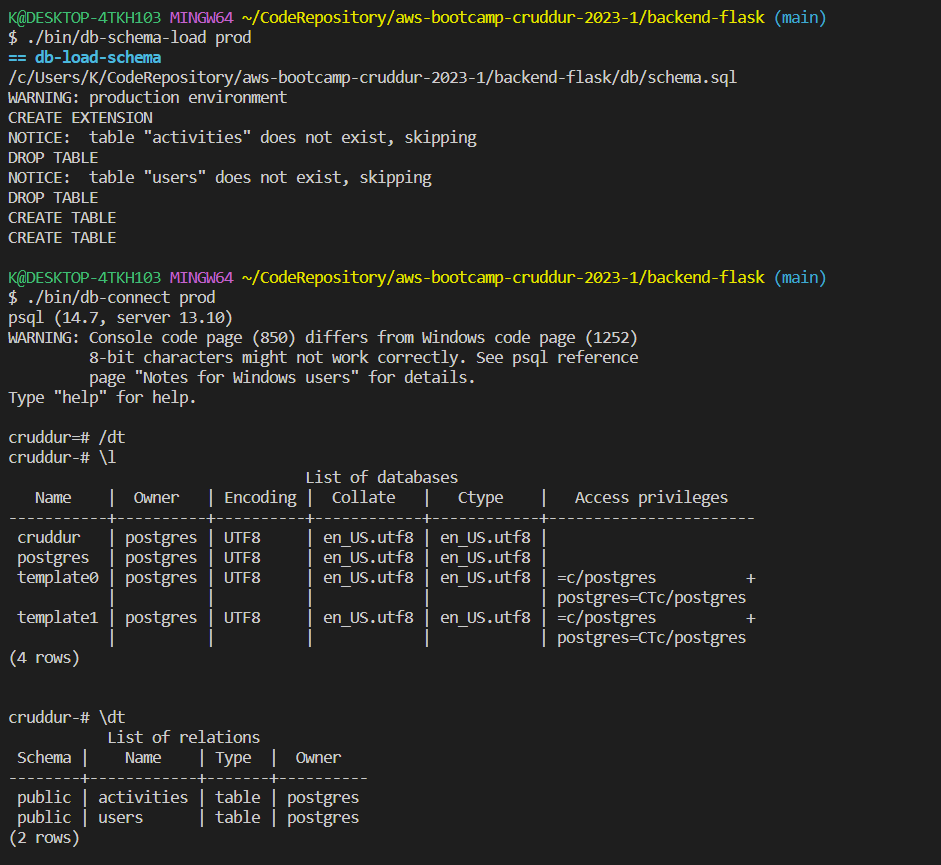 K@DESKTOP-4TKH103 MINGW64 ~/CodeRepository/aws-bootcamp-cruddur-2023-1/backend-flask (main)
$ ./bin/db-schema-load prod
== db-load-schema
/c/Users/K/CodeRepository/aws-bootcamp-cruddur-2023-1/backend-flask/db/schema.sql
WARNING: production environment
CREATE EXTENSION
NOTICE:  table "activities" does not exist, skipping
DROP TABLE
NOTICE:  table "users" does not exist, skipping
DROP TABLE
CREATE TABLE
CREATE TABLE

K@DESKTOP-4TKH103 MINGW64 ~/CodeRepository/aws-bootcamp-cruddur-2023-1/backend-flask (main)
$ ./bin/db-connect prod
psql (14.7, server 13.10)
WARNING: Console code page (850) differs from Windows code page (1252)
         8-bit characters might not work correctly. See psql reference
         page "Notes for Windows users" for details.
Type "help" for help.

cruddur=# /dt
cruddur-# \l
                                 List of databases
   Name    |  Owner   | Encoding |  Collate   |   Ctype    |   Access privileges
-----------+----------+----------+------------+------------+-----------------------
 cruddur   | postgres | UTF8     | en_US.utf8 | en_US.utf8 |
 postgres  | postgres | UTF8     | en_US.utf8 | en_US.utf8 |
 template0 | postgres | UTF8     | en_US.utf8 | en_US.utf8 | =c/postgres          +
           |          |          |            |            | postgres=CTc/postgres
 template1 | postgres | UTF8     | en_US.utf8 | en_US.utf8 | =c/postgres          +
           |          |          |            |            | postgres=CTc/postgres
(4 rows)


cruddur-# \dt
           List of relations
 Schema |    Name    | Type  |  Owner
--------+------------+-------+----------
 public | activities | table | postgres
 public | users      | table | postgres
(2 rows)